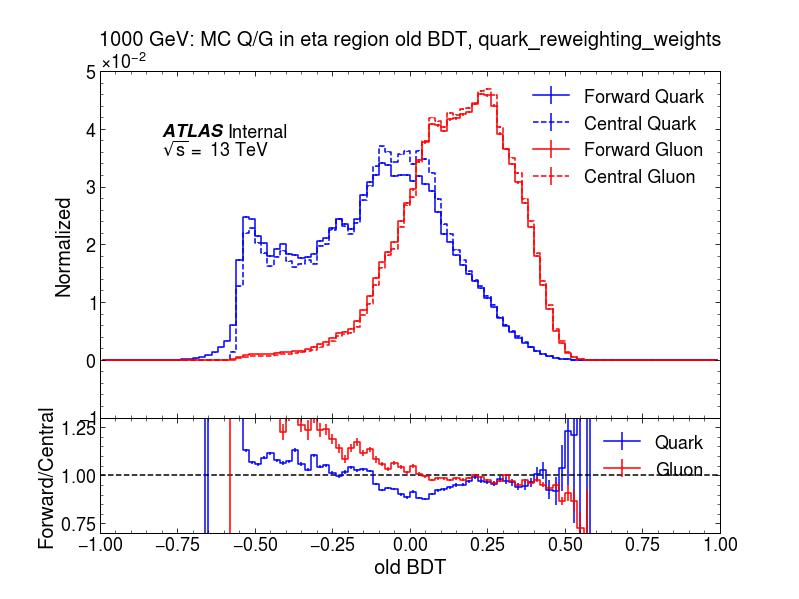 1000 GeV: MC Q/G in eta region old BDT, quark_reweighting_weights
×10⁻²
5
4
3
2
1
0
Normalized
ATLAS Internal
√s = 13 TeV
Forward Quark
Central Quark
Forward Gluon
Central Gluon
1.25
1.00
0.75
Forward/Central
Quark
Gluon
−1.00 −0.75 −0.50 −0.25 0.00 0.25 0.50 0.75 1.00
old BDT